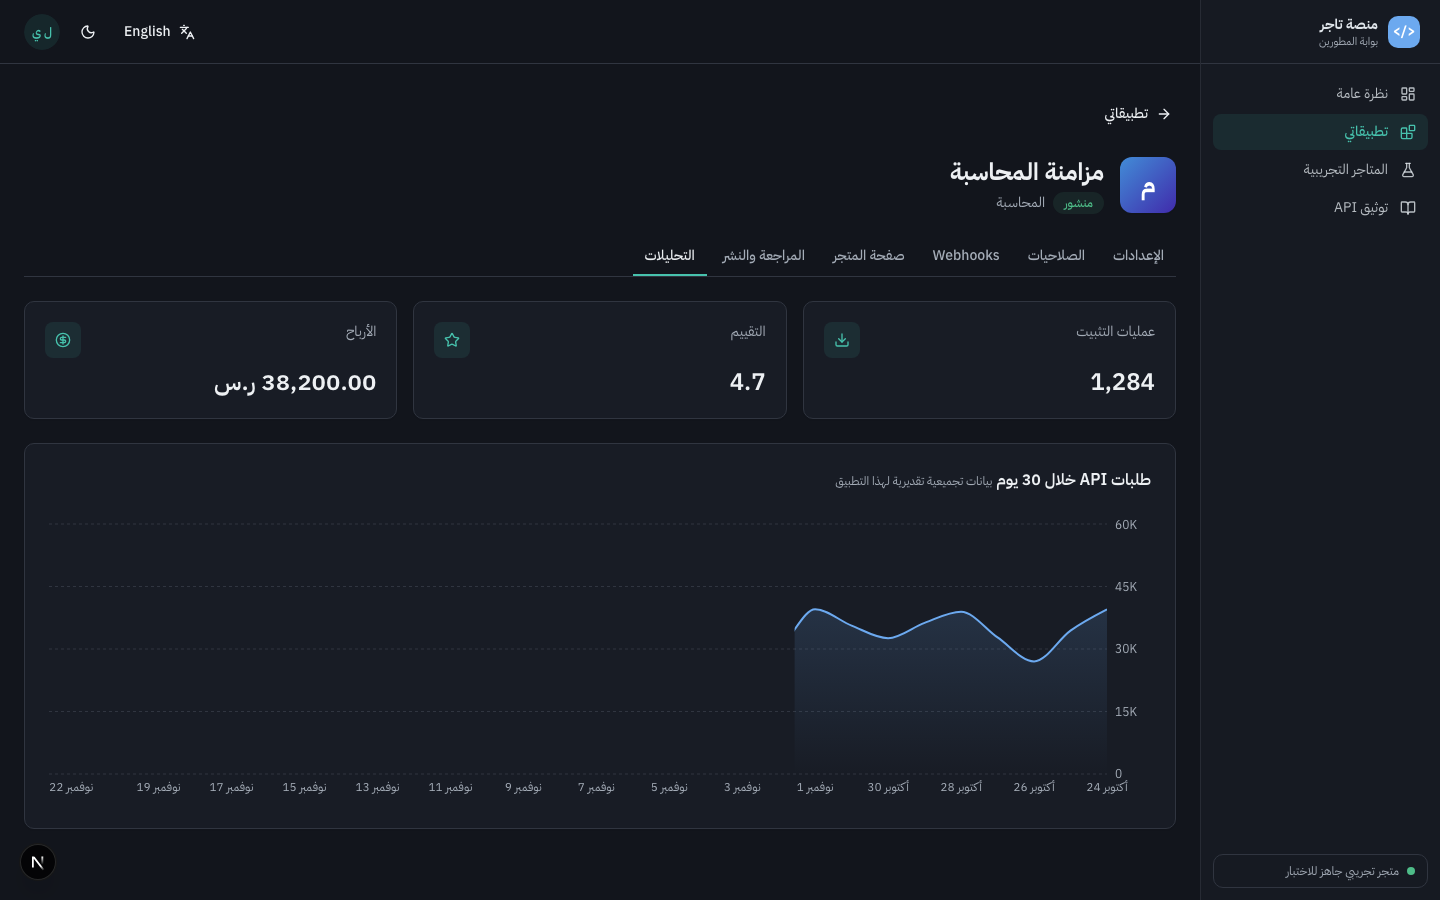 منصة تاجر
بوابة المطورين
</>
نظرة عامة
تطبيقاتي
المتاجر التجريبية
توثيق API
متجر تجريبي جاهز للاختبار
English
ل ي
تطبيقاتي
م
مزامنة المحاسبة
منشور المحاسبة
الإعدادات الصلاحيات Webhooks صفحة المتجر المراجعة والنشر التحليلات
عمليات التثبيت
1,284
التقييم
4.7
الأرباح
38,200.00 ر.س
طلبات API خلال 30 يوم بيانات تجميعية تقديرية لهذا التطبيق
60K
45K
30K
15K
0
24 أكتوبر 26 أكتوبر 28 أكتوبر 30 أكتوبر 1 نوفمبر 3 نوفمبر 5 نوفمبر 7 نوفمبر 9 نوفمبر 11 نوفمبر 13 نوفمبر 15 نوفمبر 17 نوفمبر 19 نوفمبر 22 نوفمبر
N